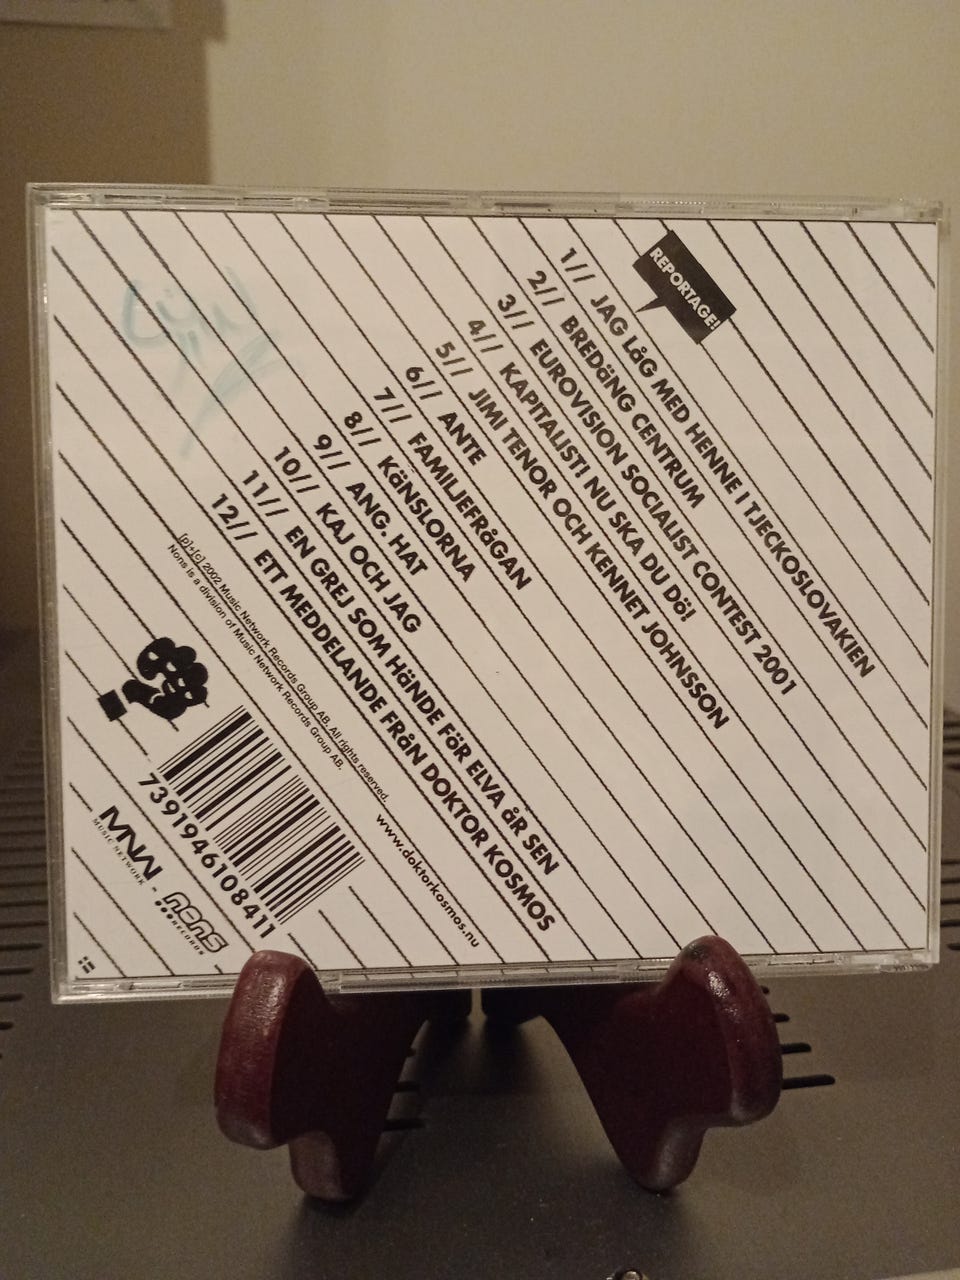 REPORTAGE!
1// JAG LåG MED HENNE I TJECKOSLOVAKIEN
2// BREDäNG CENTRUM
3// EUROVISION SOCIALIST CONTEST 2001
4// KAPITALIST! NU SKA DU Dö!
5// JIMI TENOR OCH KENNET JOHNSSON
6// ANTE
7// FAMILJEFRåGAN
8// KäNSLORNA
9// ANG. HAT
10// KAJ OCH JAG
11// EN GREJ SOM HäNDE FöR ELVA åR SEN
12// ETT MEDDELANDE FRåN DOKTOR KOSMOS
[p]+[c] 2002 Music Network Records Group AB. All rights reserved.
Nons is a division of Music Network Records Group AB.
www.doktorkosmos.nu
7391946108411
MNW
MUSIC NETWORK
nons
RECORDS